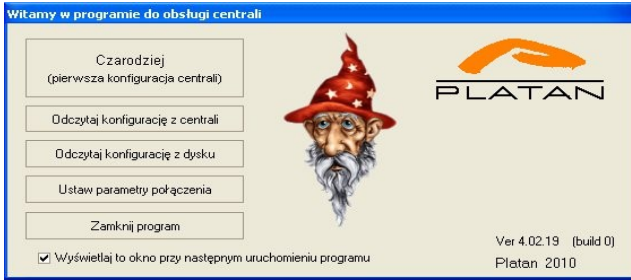 Witamy w programie do obsługi centrali
Czarodziej
(pierwsza konfiguracja centrali)
Odczytaj konfigurację z centrali
Odczytaj konfigurację z dysku
Ustaw parametry połączenia
Zamknij program
Wyświetlaj to okno przy następnym uruchomieniu programu
PLATAN
Ver 4.02.19 (build 0)
Platan 2010